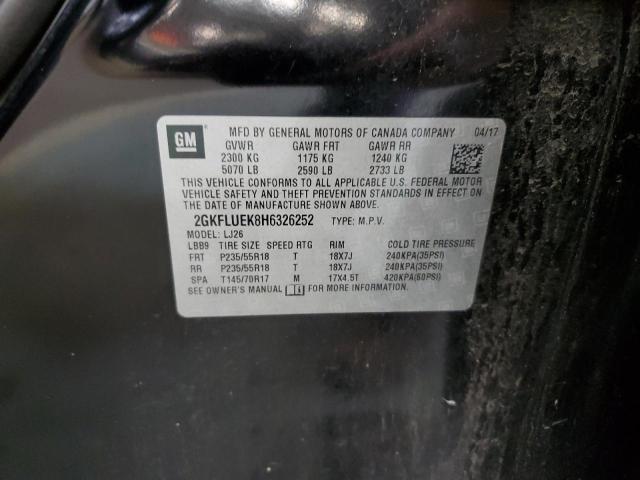 GM MFD BY GENERAL MOTORS OF CANADA COMPANY 04/17
GVWR GAWR FRT GAWR RR
2300 KG 1175 KG 1240 KG
5070 LB 2590 LB 2733 LB
THIS VEHICLE CONFORMS TO ALL APPLICABLE U.S. FEDERAL MOTOR
VEHICLE SAFETY AND THEFT PREVENTION STANDARDS IN EFFECT ON
THE DATE OF MANUFACTURE SHOWN ABOVE.
2GKFLUEK8H6326252 TYPE: M.P.V.
MODEL: LJ26
LBB9 TIRE SIZE SPEED RTG RIM COLD TIRE PRESSURE
FRT P235/55R18 T 18X7J 240KPA(35PSI)
RR P235/55R18 T 18X7J 240KPA(35PSI)
SPA T145/70R17 M 17X4.5T 420KPA(60PSI)
SEE OWNER'S MANUAL FOR MORE INFORMATION.